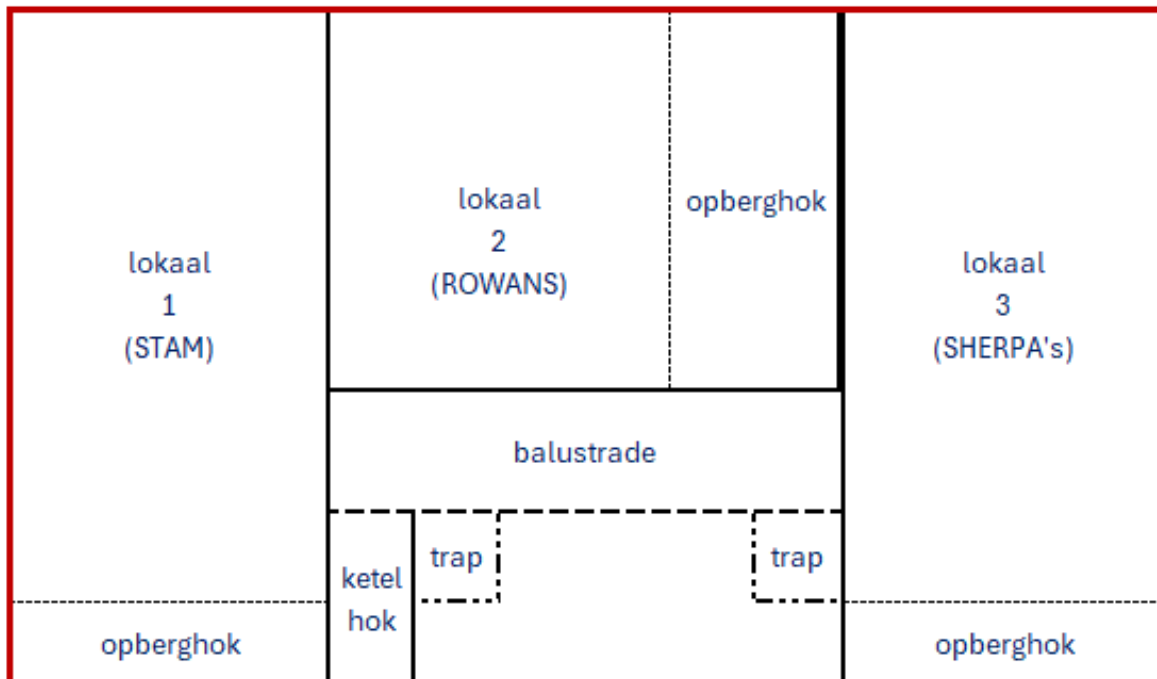 lokaal
1
(STAM)
lokaal
2
(ROWANS)
opberghok
lokaal
3
(SHERPA's)
balustrade
ketel
hok
trap
trap
opberghok
opberghok